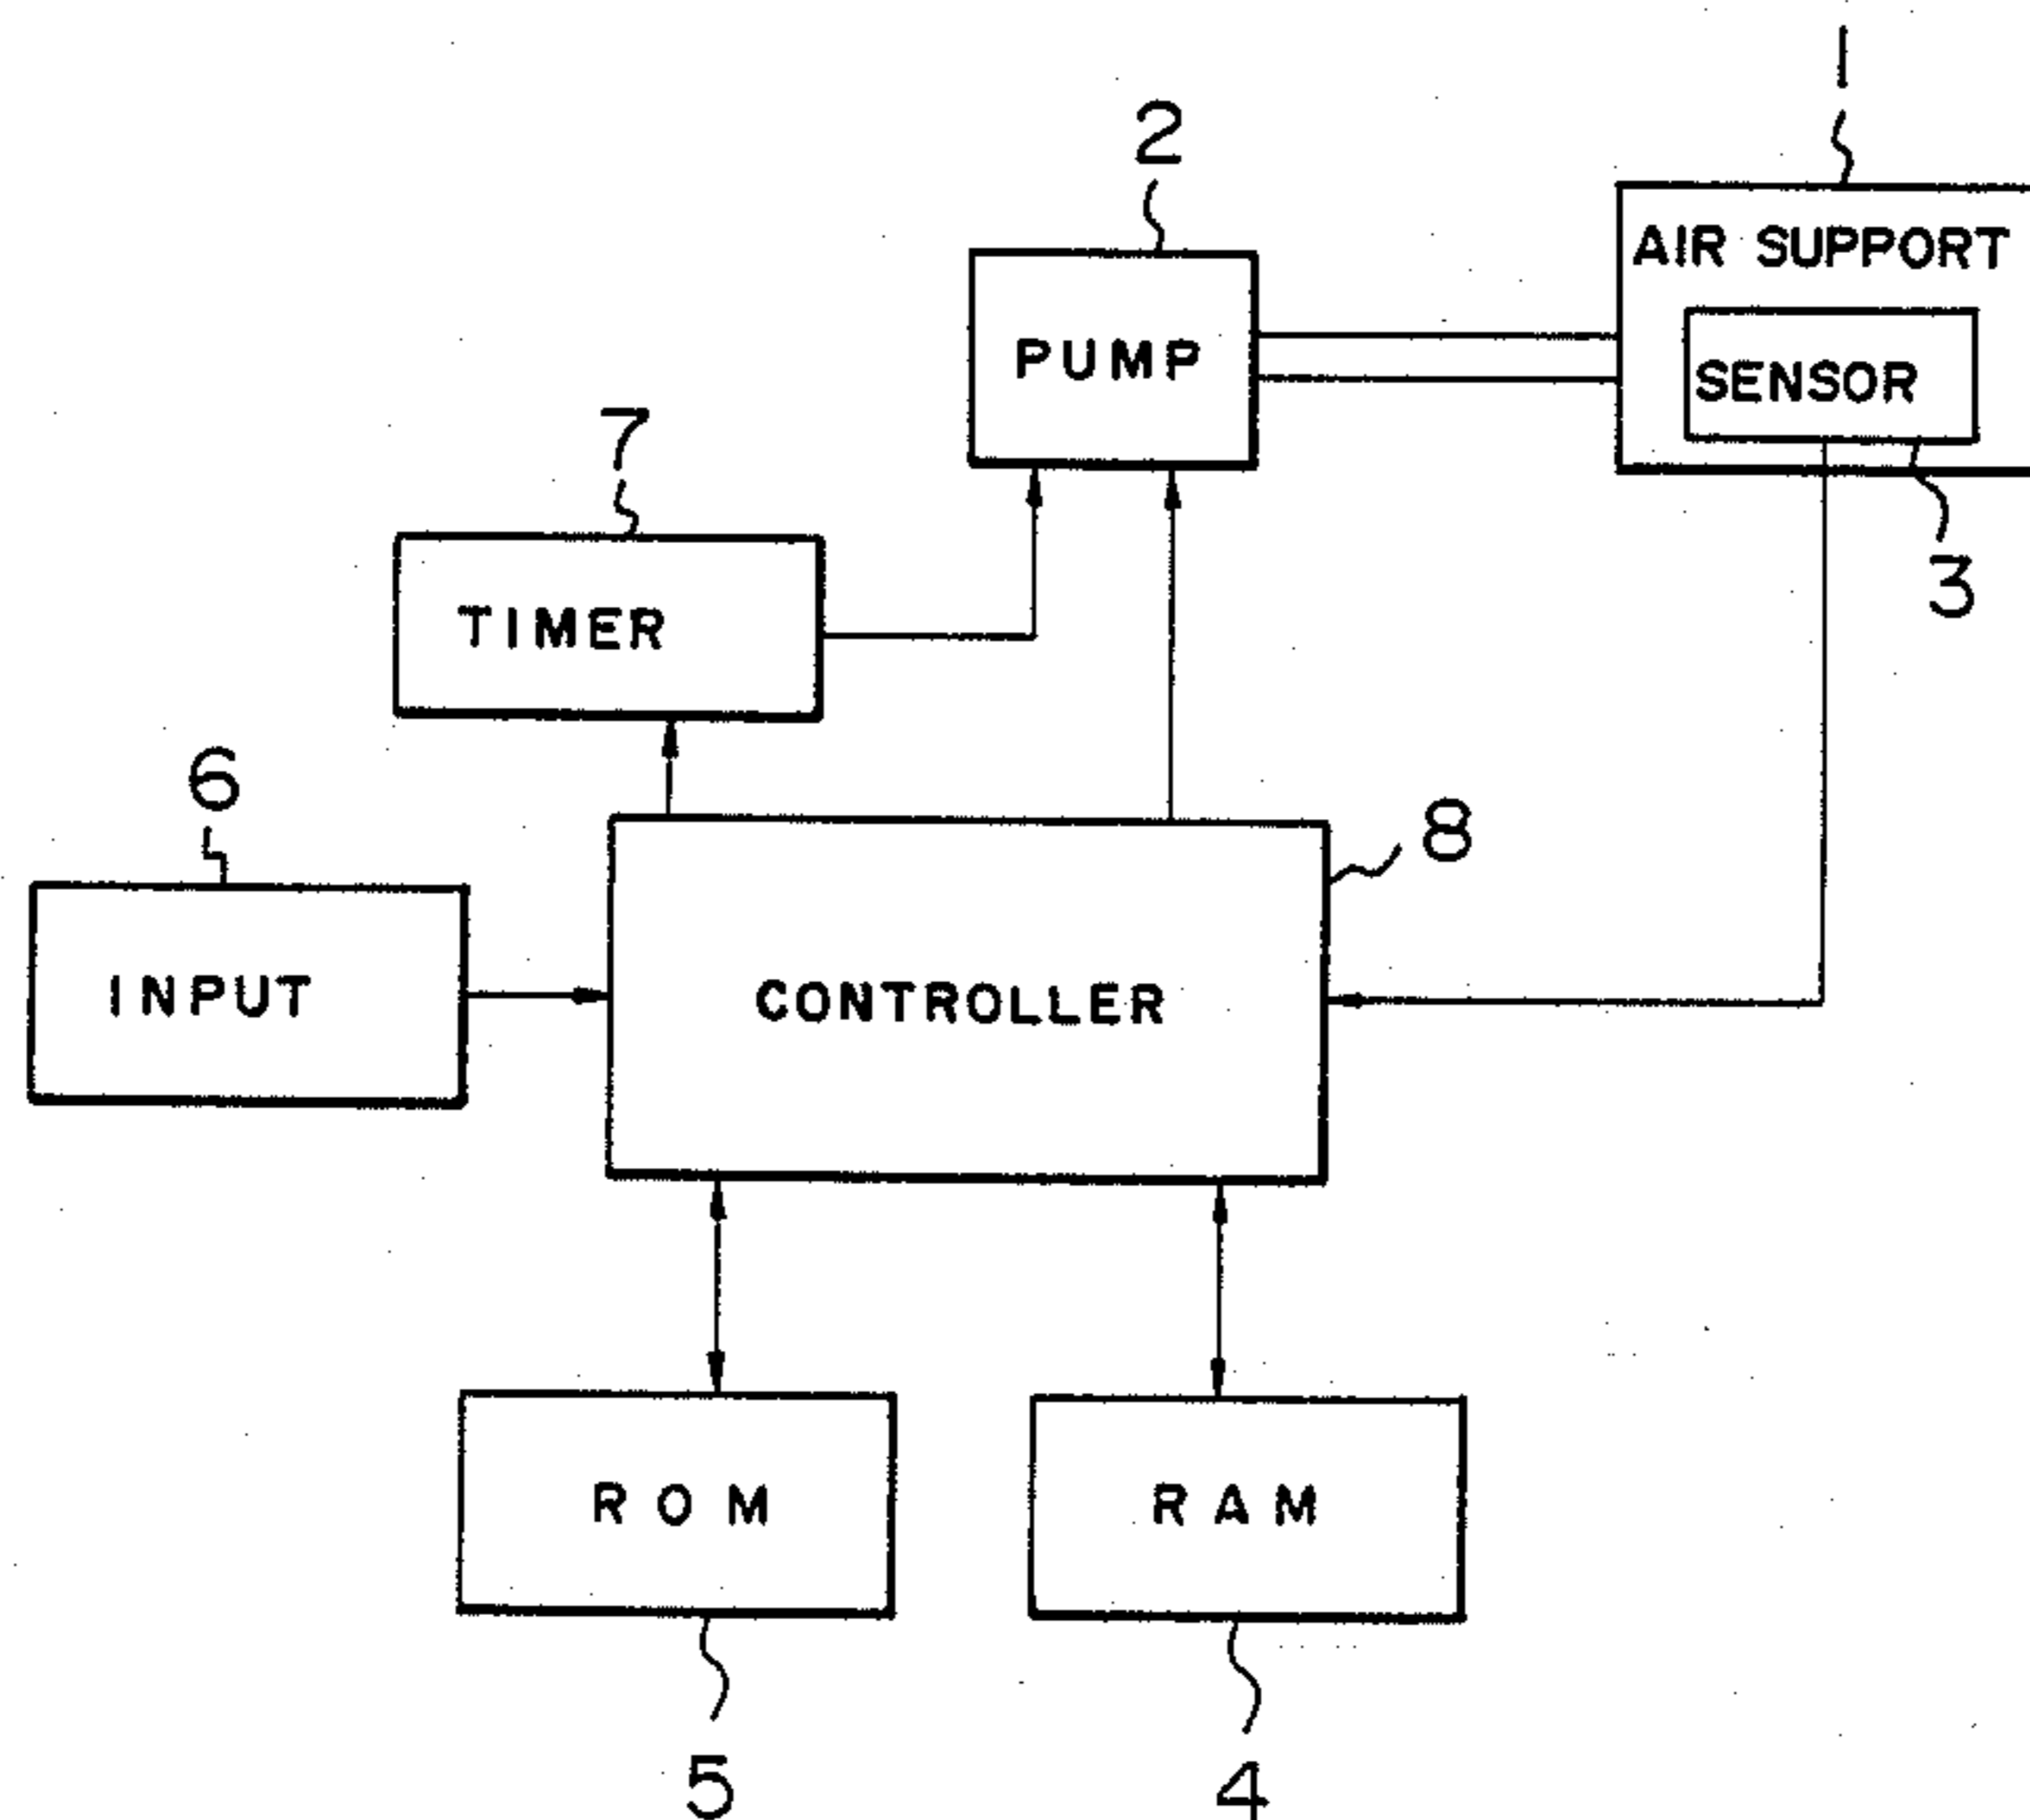 1
2
AIR SUPPORT
PUMP
SENSOR
7
3
TIMER
6
8
INPUT
CONTROLLER
ROM
RAM
5
4